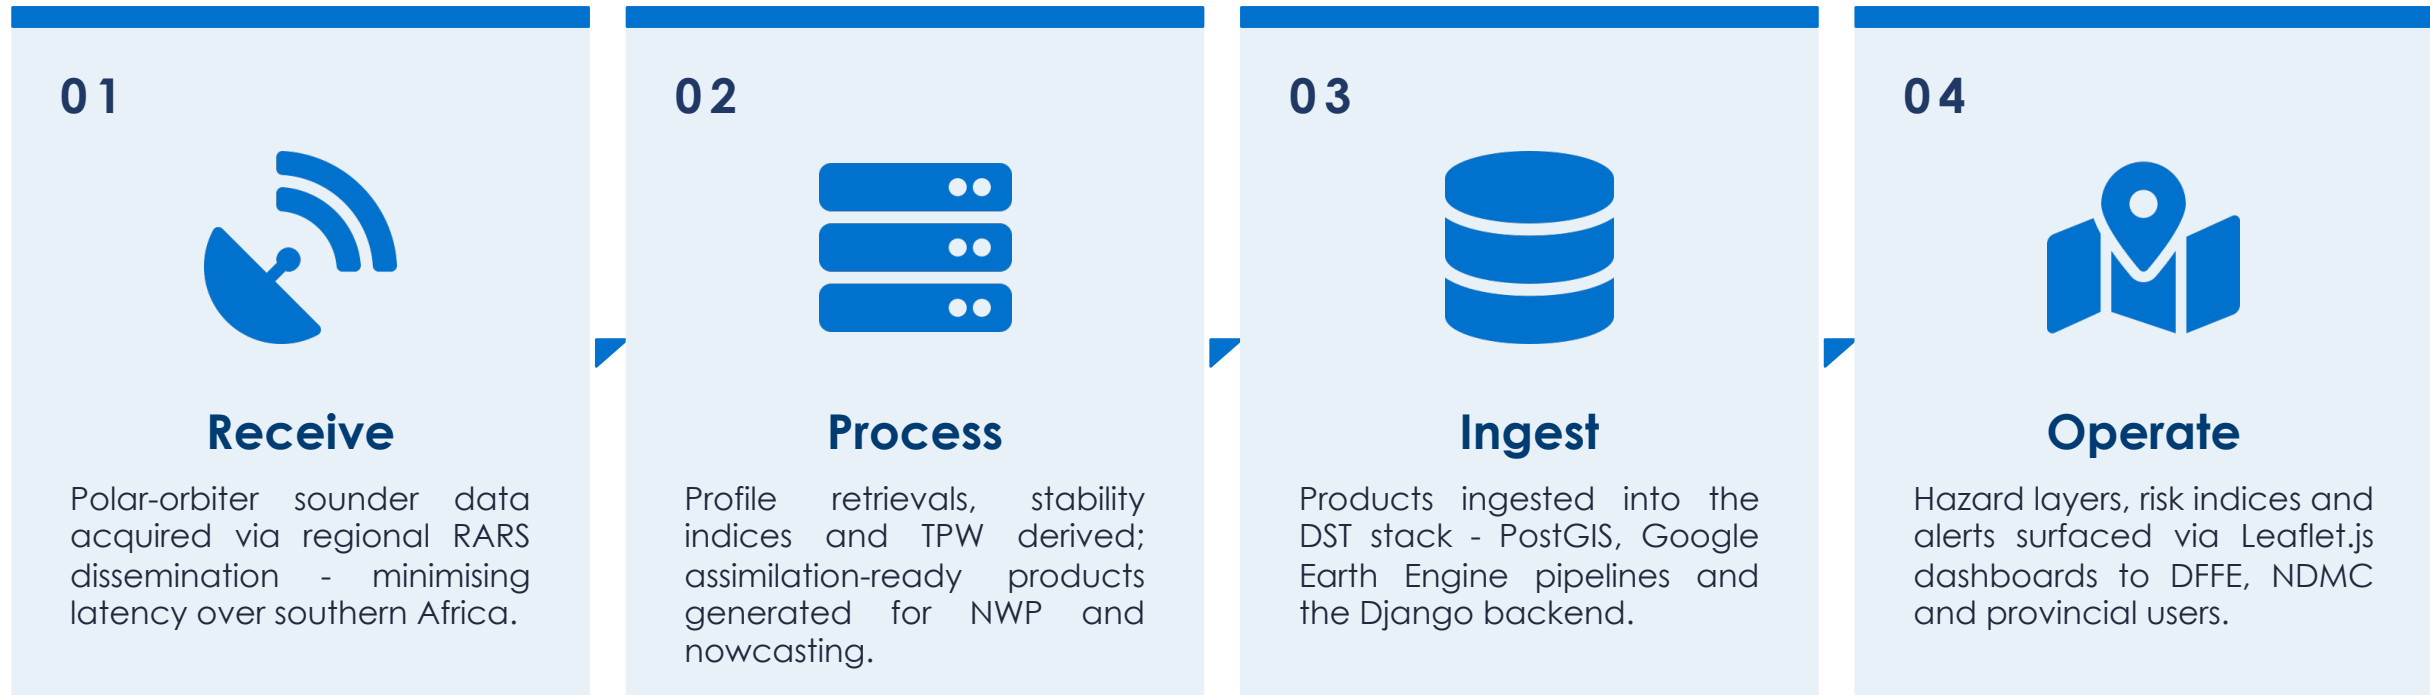 01
Receive
Polar-orbiter sounder data
acquired via regional RARS
dissemination - minimising
latency over southern Africa.
02
Process
Profile retrievals, stability
indices and TPW derived;
assimilation-ready products
generated for NWP and
nowcasting.
03
Ingest
Products ingested into the
DST stack - PostGIS, Google
Earth Engine pipelines and
the Django backend.
04
Operate
Hazard layers, risk indices and
alerts surfaced via Leaflet.js
dashboards to DFFE, NDMC
and provincial users.